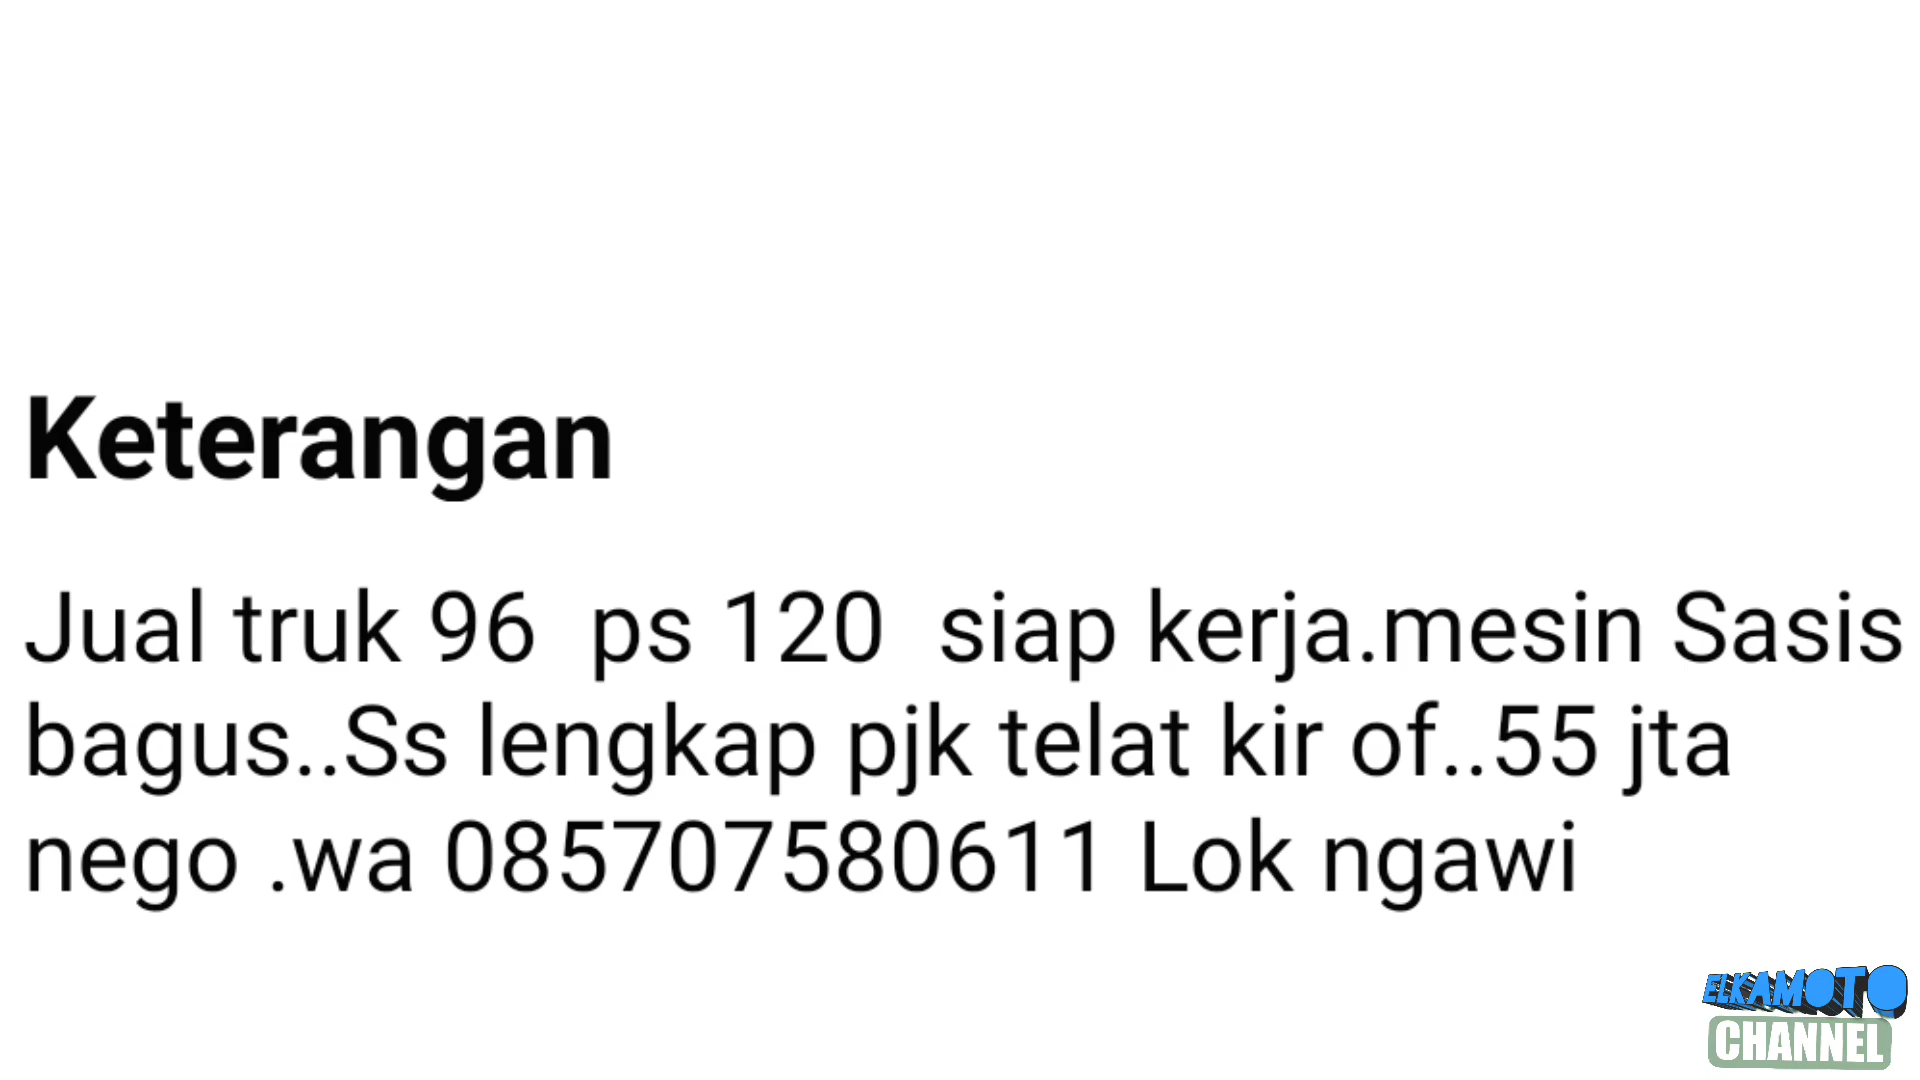 Keterangan
Jual truk 96  ps 120  siap kerja.mesin Sasis
bagus..Ss lengkap pjk telat kir of..55 jta
nego .wa 085707580611 Lok ngawi
ELKAMOTO
CHANNEL